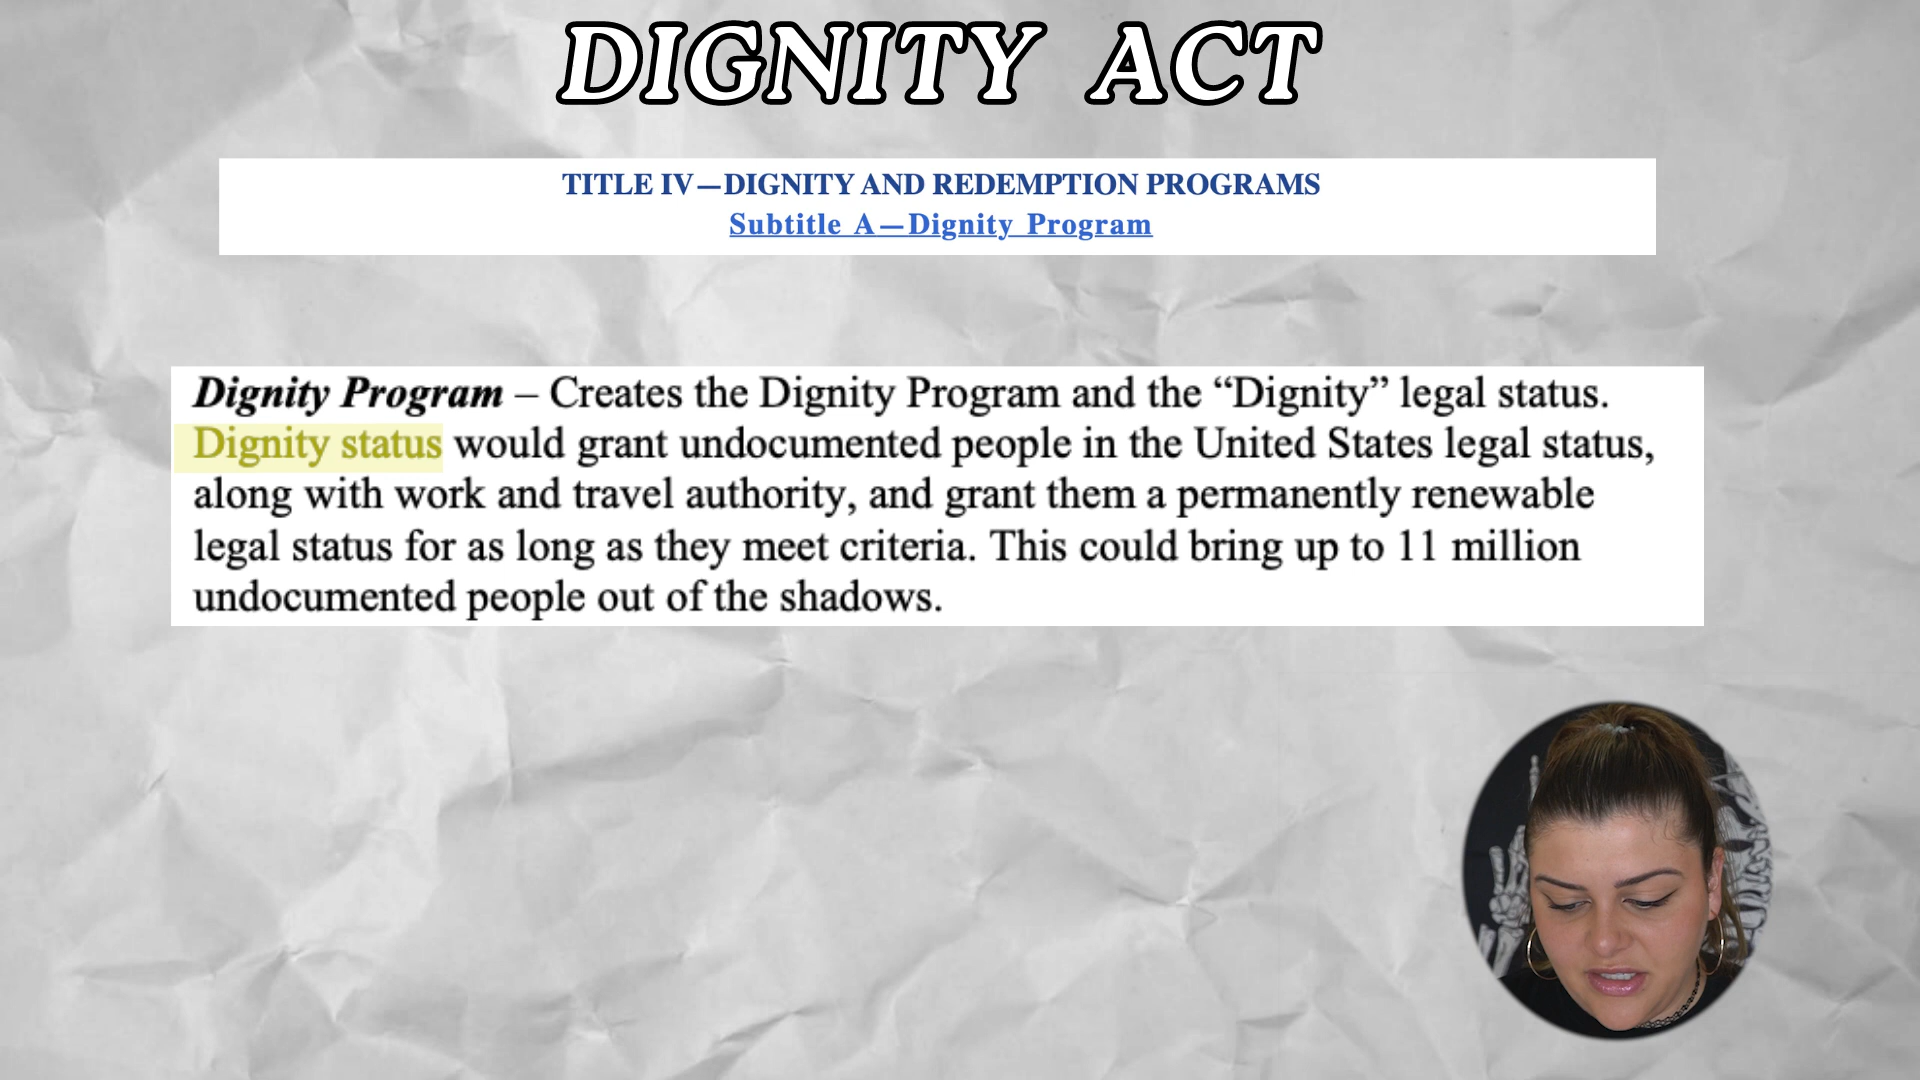 DIGNITY ACT
TITLE IV—DIGNITY AND REDEMPTION PROGRAMS
Subtitle A—Dignity Program
Dignity Program – Creates the Dignity Program and the “Dignity” legal status.
Dignity status would grant undocumented people in the United States legal status,
along with work and travel authority, and grant them a permanently renewable
legal status for as long as they meet criteria. This could bring up to 11 million
undocumented people out of the shadows.